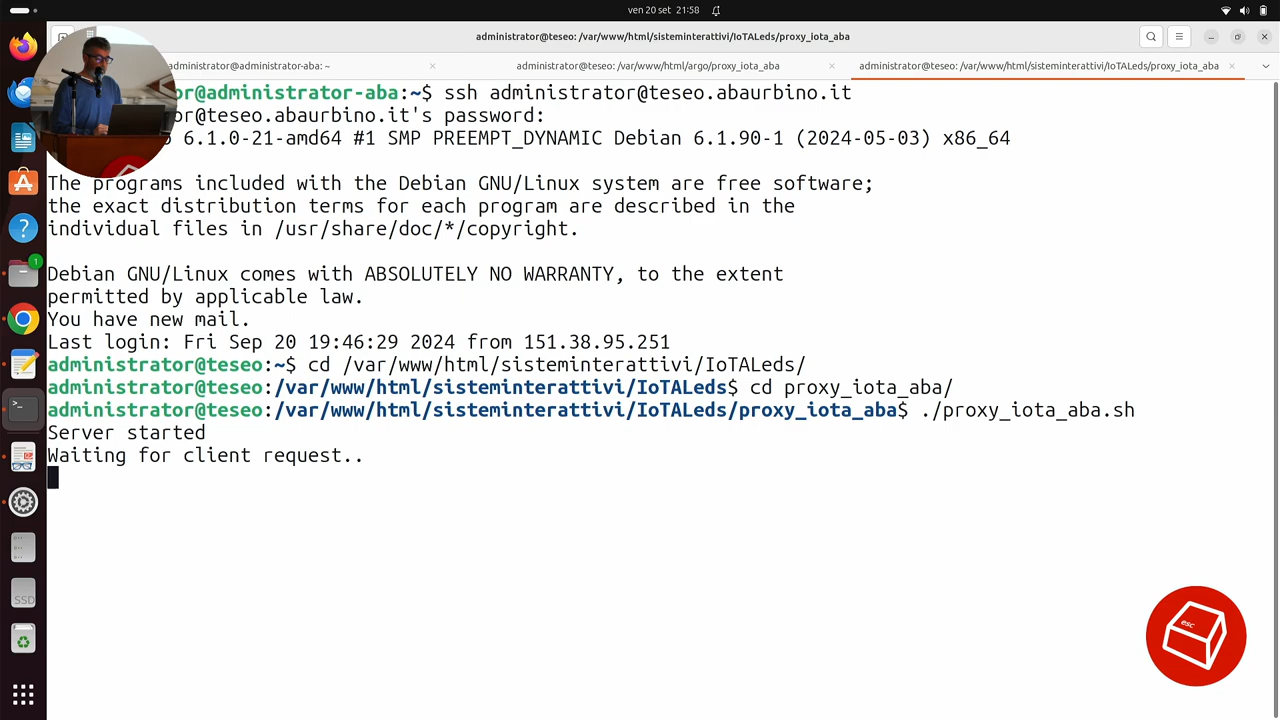 ven 20 set 21:58
administrator@teseo: /var/www/html/sisteminterattivi/IoTALeds/proxy_iota_aba
administrator@administrator-aba: ~
administrator@teseo: /var/www/html/argo/proxy_iota_aba
administrator@teseo: /var/www/html/sisteminterattivi/IoTALeds/proxy_iota_aba
or@administrator-aba:~$ ssh administrator@teseo.abaurbino.it
or@teseo.abaurbino.it's password:
6.1.0-21-amd64 #1 SMP PREEMPT_DYNAMIC Debian 6.1.90-1 (2024-05-03) x86_64
The programs included with the Debian GNU/Linux system are free software;
the exact distribution terms for each program are described in the
individual files in /usr/share/doc/*/copyright.
Debian GNU/Linux comes with ABSOLUTELY NO WARRANTY, to the extent
permitted by applicable law.
You have new mail.
Last login: Fri Sep 20 19:46:29 2024 from 151.38.95.251
administrator@teseo:~$ cd /var/www/html/sisteminterattivi/IoTALeds/
administrator@teseo:/var/www/html/sisteminterattivi/IoTALeds$ cd proxy_iota_aba/
administrator@teseo:/var/www/html/sisteminterattivi/IoTALeds/proxy_iota_aba$ ./proxy_iota_aba.sh
Server started
Waiting for client request..
1
SSD
esc